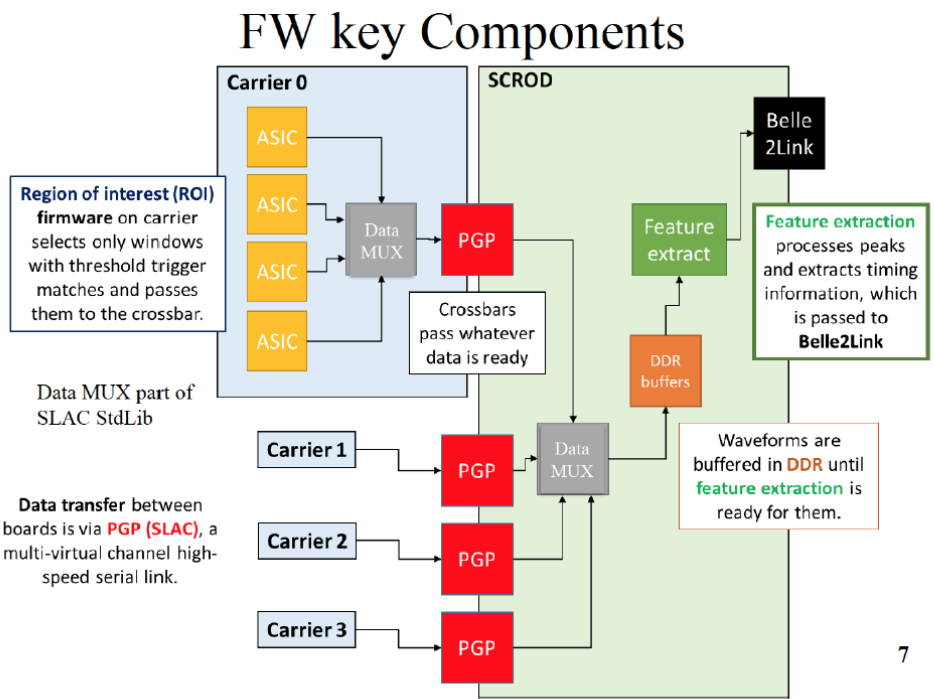 FW key Components
Carrier 0
SCROD
ASIC
ASIC
ASIC
ASIC
Data
MUX
PGP
Belle
2Link
Region of interest (ROI)
firmware on carrier
selects only windows
with threshold trigger
matches and passes
them to the crossbar.
Feature
extract
Feature extraction
processes peaks
and extracts timing
information, which
is passed to
Belle2Link
Crossbars
pass whatever
data is ready
DDR
buffers
Data MUX part of
SLAC StdLib
Carrier 1
PGP
Data
MUX
Waveforms are
buffered in DDR until
feature extraction is
ready for them.
Data transfer between
boards is via PGP (SLAC), a
multi-virtual channel high-
speed serial link.
Carrier 2
PGP
Carrier 3
PGP
7